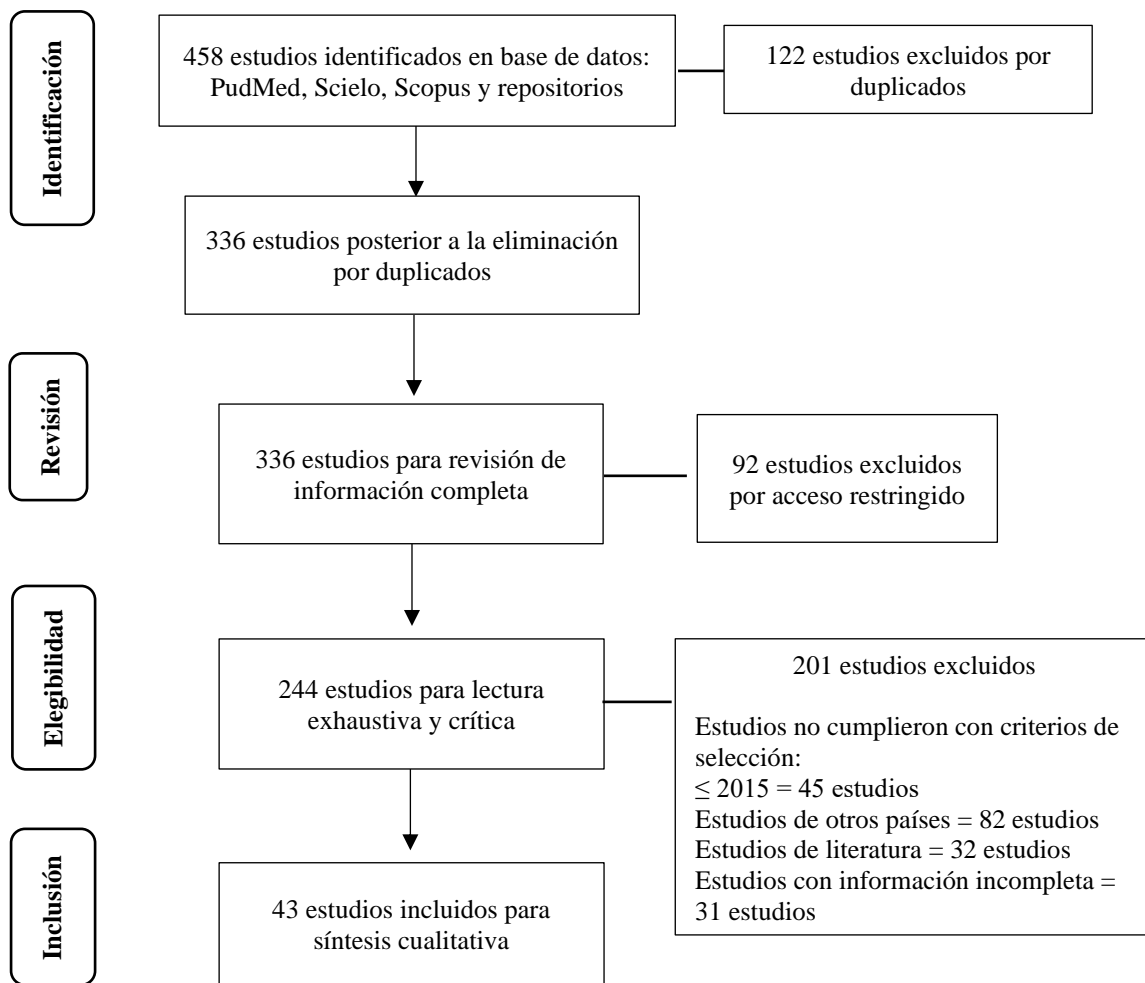 Identificación
458 estudios identificados en base de datos:
PudMed, Scielo, Scopus y repositorios
122 estudios excluidos por
duplicados
336 estudios posterior a la eliminación
por duplicados
Revisión
336 estudios para revisión de
información completa
92 estudios excluidos
por acceso restringido
Elegibilidad
244 estudios para lectura
exhaustiva y crítica
201 estudios excluidos
Estudios no cumplieron con criterios de
selección:
≤ 2015 = 45 estudios
Estudios de otros países = 82 estudios
Estudios de literatura = 32 estudios
Estudios con información incompleta =
31 estudios
Inclusión
43 estudios incluidos para
síntesis cualitativa